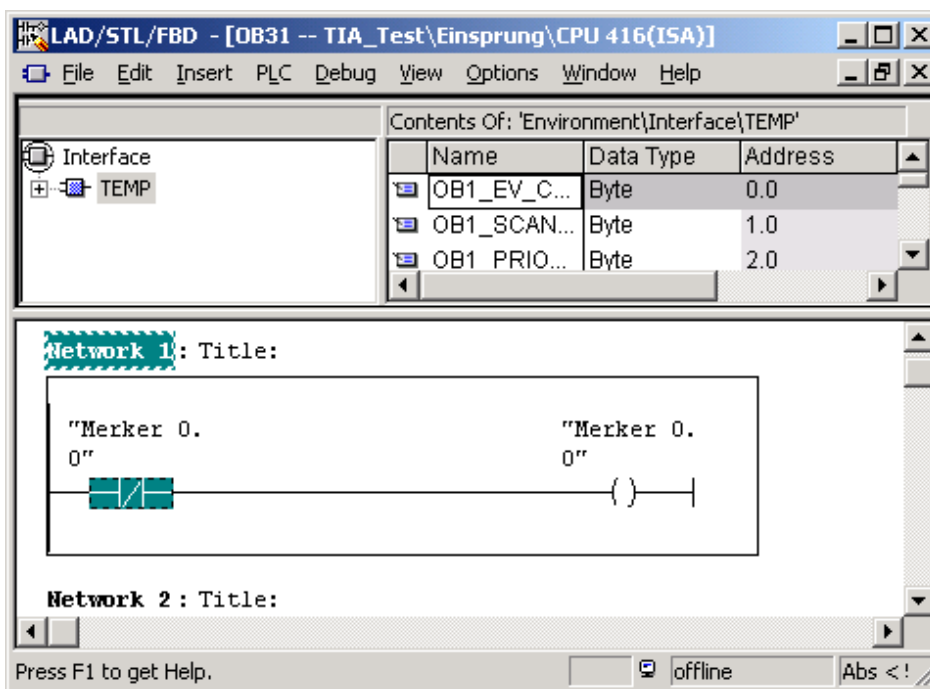 LAD/STL/FBD - [OB31 -- TIA_Test\Einsprung\CPU 416(ISA)]
File Edit Insert PLC Debug View Options Window Help
Contents Of: 'Environment\Interface\TEMP'
Interface
TEMP
Name Data Type Address
OB1_EV_C... Byte 0.0
OB1_SCAN... Byte 1.0
OB1_PRIO... Byte 2.0
Network 1: Title:
"Merker 0. "Merker 0.
0" 0"
Network 2: Title:
Press F1 to get Help. offline Abs <!